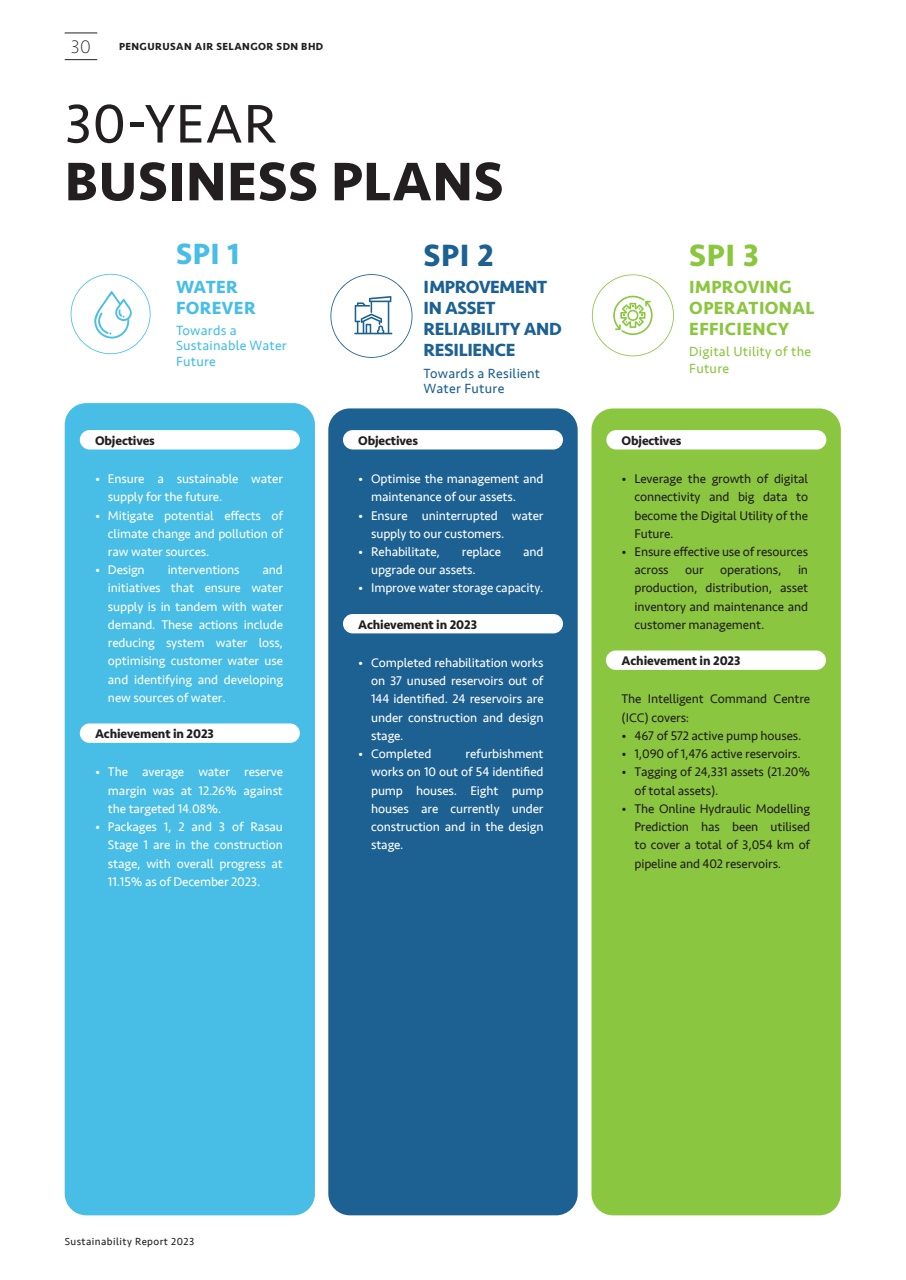 30
PENGURUSAN AIR SELANGOR SDN BHD
30-YEAR
BUSINESS PLANS
SPI 1
WATER
FOREVER
Towards a
Sustainable Water
Future
Objectives
• Ensure a sustainable water
supply for the future.
• Mitigate potential effects of
climate change and pollution of
raw water sources.
• Design interventions and
initiatives that ensure water
supply is in tandem with water
demand. These actions include
reducing system water loss,
optimising customer water use
and identifying and developing
new sources of water.
Achievement in 2023
• The average water reserve
margin was at 12.26% against
the targeted 14.08%.
• Packages 1, 2 and 3 of Rasau
Stage 1 are in the construction
stage, with overall progress at
11.15% as of December 2023.
SPI 2
IMPROVEMENT
IN ASSET
RELIABILITY AND
RESILIENCE
Towards a Resilient
Water Future
Objectives
• Optimise the management and
maintenance of our assets.
• Ensure uninterrupted water
supply to our customers.
• Rehabilitate, replace and
upgrade our assets.
• Improve water storage capacity.
Achievement in 2023
• Completed rehabilitation works
on 37 unused reservoirs out of
144 identified. 24 reservoirs are
under construction and design
stage.
• Completed refurbishment
works on 10 out of 54 identified
pump houses. Eight pump
houses are currently under
construction and in the design
stage.
SPI 3
IMPROVING
OPERATIONAL
EFFICIENCY
Digital Utility of the
Future
Objectives
• Leverage the growth of digital
connectivity and big data to
become the Digital Utility of the
Future.
• Ensure effective use of resources
across our operations, in
production, distribution, asset
inventory and maintenance and
customer management.
Achievement in 2023
The Intelligent Command Centre
(ICC) covers:
• 467 of 572 active pump houses.
• 1,090 of 1,476 active reservoirs.
• Tagging of 24,331 assets (21.20%
of total assets).
• The Online Hydraulic Modelling
Prediction has been utilised
to cover a total of 3,054 km of
pipeline and 402 reservoirs.
Sustainability Report 2023